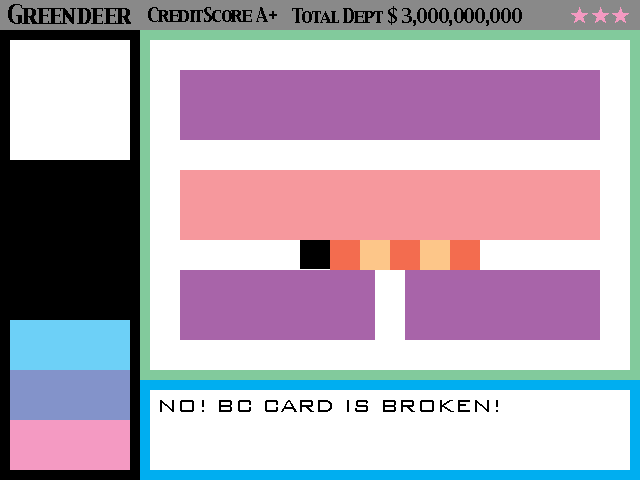 GREENDEER CREDITSCORE A+ TOTAL DEPT $ 3,000,000,000
NO! BC CARD IS BROKEN!